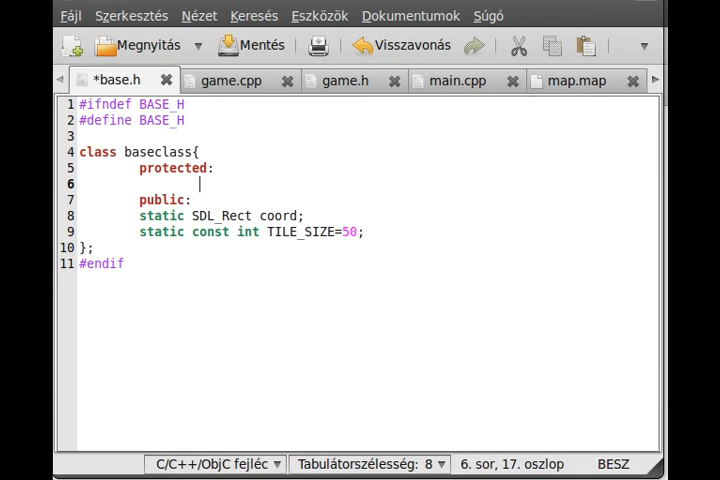 Fájl Szerkesztés Nézet Keresés Eszközök Dokumentumok Súgó
Megnyitás Mentés Visszavonás
*base.h game.cpp game.h main.cpp map.map
1 #ifndef BASE_H
2 #define BASE_H
3
4 class baseclass{
5 protected:
6
7 public:
8 static SDL_Rect coord;
9 static const int TILE_SIZE=50;
10 };
11 #endif
C/C++/ObjC fejléc Tabulátorszélesség: 8 6. sor, 17. oszlop BESZ